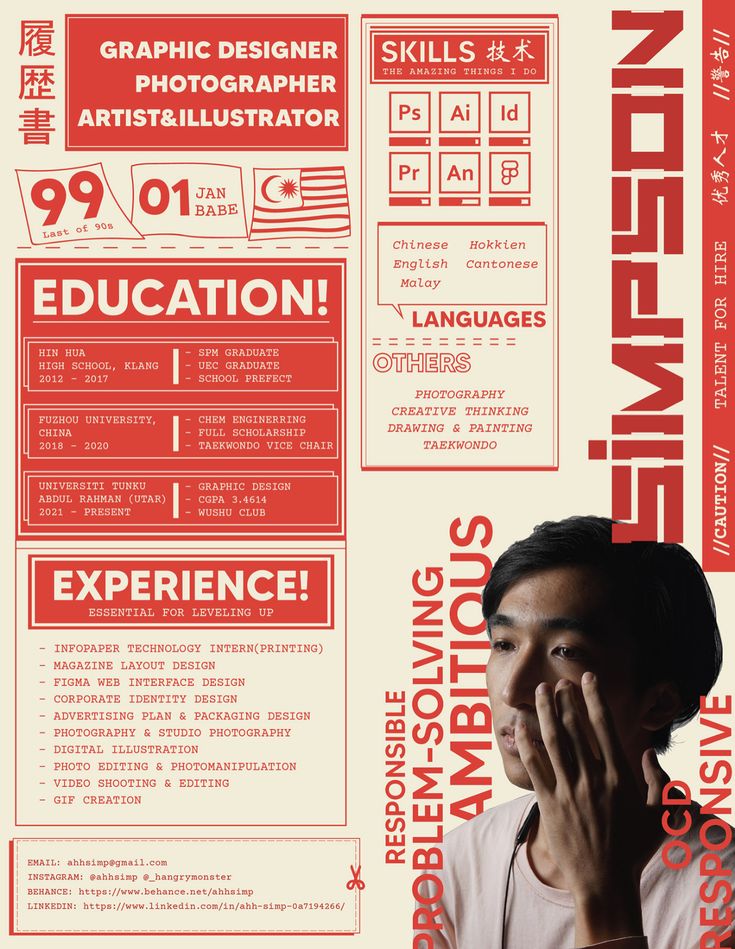 履
歴
書
GRAPHIC DESIGNER
PHOTOGRAPHER
ARTIST&ILLUSTRATOR
99
Last of 90s
01 JAN
BABE
EDUCATION!
HIN HUA
HIGH SCHOOL, KLANG
2012 - 2017
- SPM GRADUATE
- UEC GRADUATE
- SCHOOL PREFECT
FUZHOU UNIVERSITY,
CHINA
2018 - 2020
- CHEM ENGINERRING
- FULL SCHOLARSHIP
- TAEKWONDO VICE CHAIR
UNIVERSITI TUNKU
ABDUL RAHMAN (UTAR)
2021 - PRESENT
- GRAPHIC DESIGN
- CGPA 3.4614
- WUSHU CLUB
EXPERIENCE!
ESSENTIAL FOR LEVELING UP
- INFOPAPER TECHNOLOGY INTERN(PRINTING)
- MAGAZINE LAYOUT DESIGN
- FIGMA WEB INTERFACE DESIGN
- CORPORATE IDENTITY DESIGN
- ADVERTISING PLAN & PACKAGING DESIGN
- PHOTOGRAPHY & STUDIO PHOTOGRAPHY
- DIGITAL ILLUSTRATION
- PHOTO EDITING & PHOTOMANIPULATION
- VIDEO SHOOTING & EDITING
- GIF CREATION
EMAIL: ahhsimp@gmail.com
INSTAGRAM: @ahhsimp @_hangrymonster
BEHANCE: https://www.behance.net/ahhsimp
LINKEDIN: https://www.linkedin.com/in/ahh-simp-0a7194266/
SKILLS 技术
THE AMAZING THINGS I DO
Ps Ai Id
Pr An
Chinese Hokkien
English Cantonese
Malay
LANGUAGES
OTHERS
PHOTOGRAPHY
CREATIVE THINKING
DRAWING & PAINTING
TAEKWONDO
SiMPSON
//CAUTION// TALENT FOR HIRE 优秀人才 //警告//
RESPONSIBLE
PROBLEM-SOLVING
AMBITIOUS
OCD
RESPONSIVE